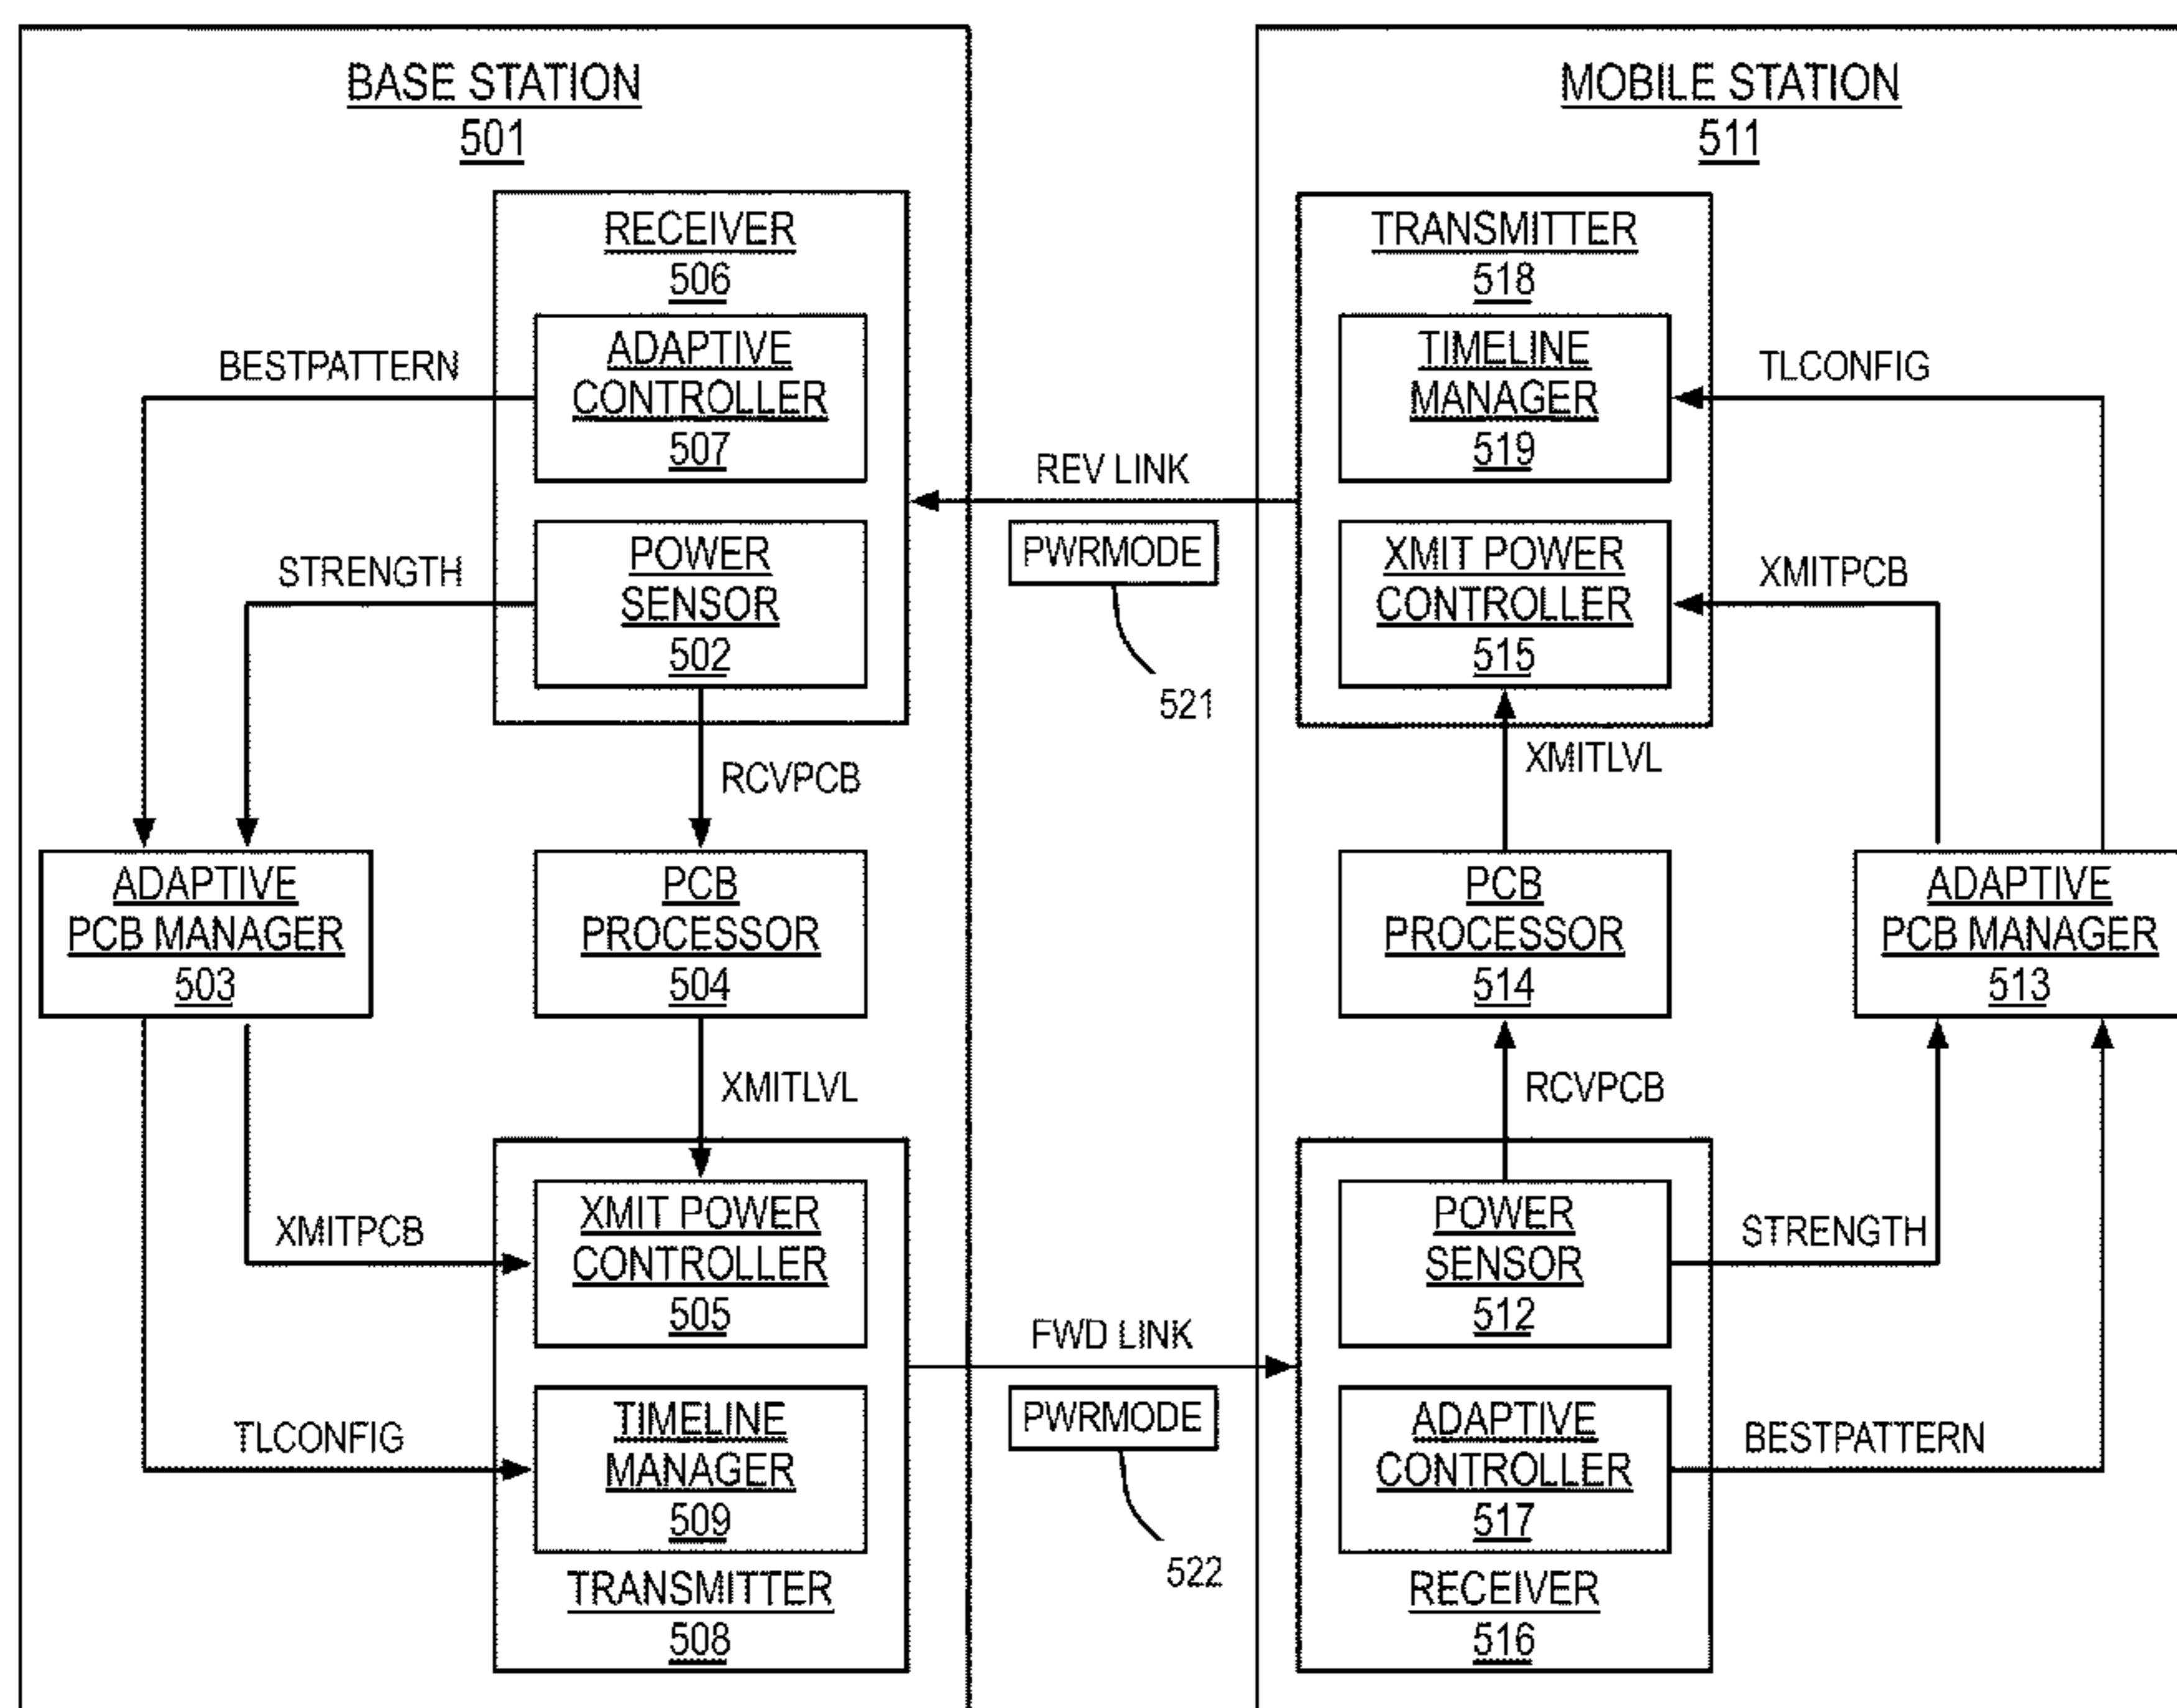 BASE STATION
501
RECEIVER
506
ADAPTIVE
CONTROLLER
507
BESTPATTERN
POWER
SENSOR
502
STRENGTH
RCVPCB
ADAPTIVE
PCB MANAGER
503
PCB
PROCESSOR
504
XMITLVL
XMIT POWER
CONTROLLER
505
XMITPCB
TIMELINE
MANAGER
509
TLCONFIG
TRANSMITTER
508
REV LINK
PWRMODE
521
FWD LINK
PWRMODE
522
MOBILE STATION
511
TRANSMITTER
518
TIMELINE
MANAGER
519
TLCONFIG
XMIT POWER
CONTROLLER
515
XMITPCB
XMITLVL
PCB
PROCESSOR
514
ADAPTIVE
PCB MANAGER
513
RCVPCB
POWER
SENSOR
512
STRENGTH
ADAPTIVE
CONTROLLER
517
BESTPATTERN
RECEIVER
516